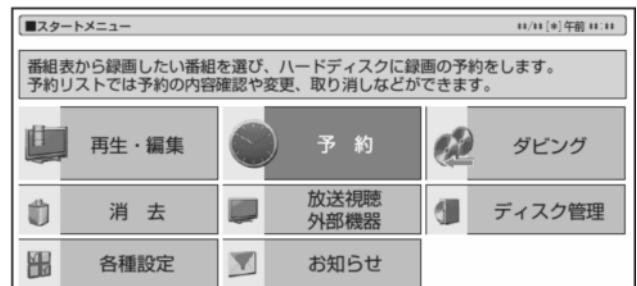 ■スタートメニュー
**/**[*]午前 **:**
番組表から録画したい番組を選び、ハードディスクに録画の予約をします。
予約リストでは予約の内容確認や変更、取り消しなどができます。
再生・編集
予 約
ダビング
消 去
放送視聴
外部機器
ディスク管理
各種設定
お知らせ